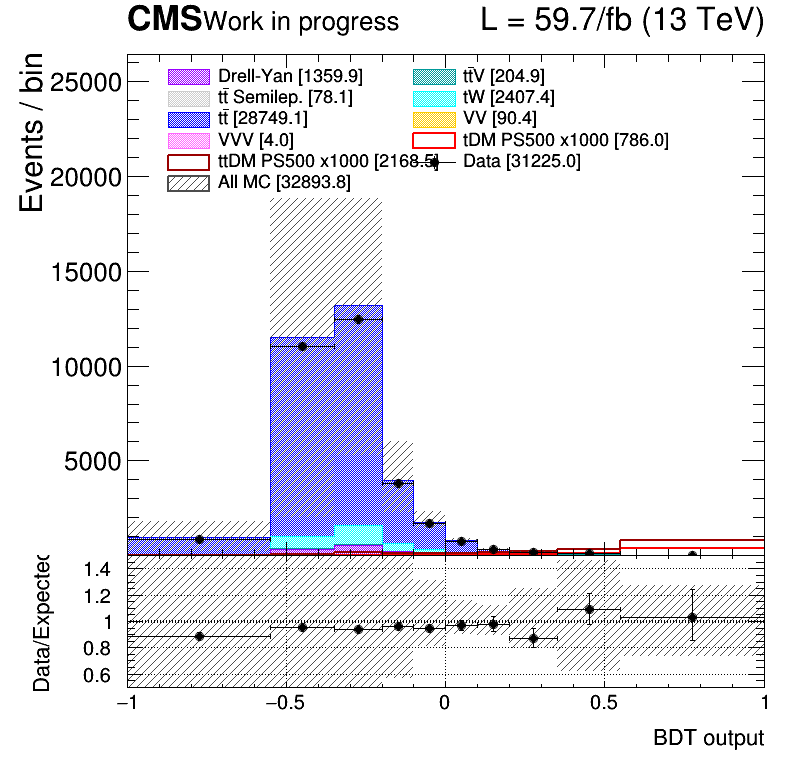 CMS Work in progress L = 59.7/fb (13 TeV)
Events / bin
25000
20000
15000
10000
5000
Drell-Yan [1359.9] tt̄V [204.9]
tt̄ Semilep. [78.1] tW [2407.4]
tt̄ [28749.1] VV [90.4]
VVV [4.0] tDM PS500 x1000 [786.0]
ttDM PS500 x1000 [2168.5] Data [31225.0]
All MC [32893.8]
Data/Expected
1.4
1.2
1
0.8
0.6
−1 −0.5 0 0.5 1
BDT output